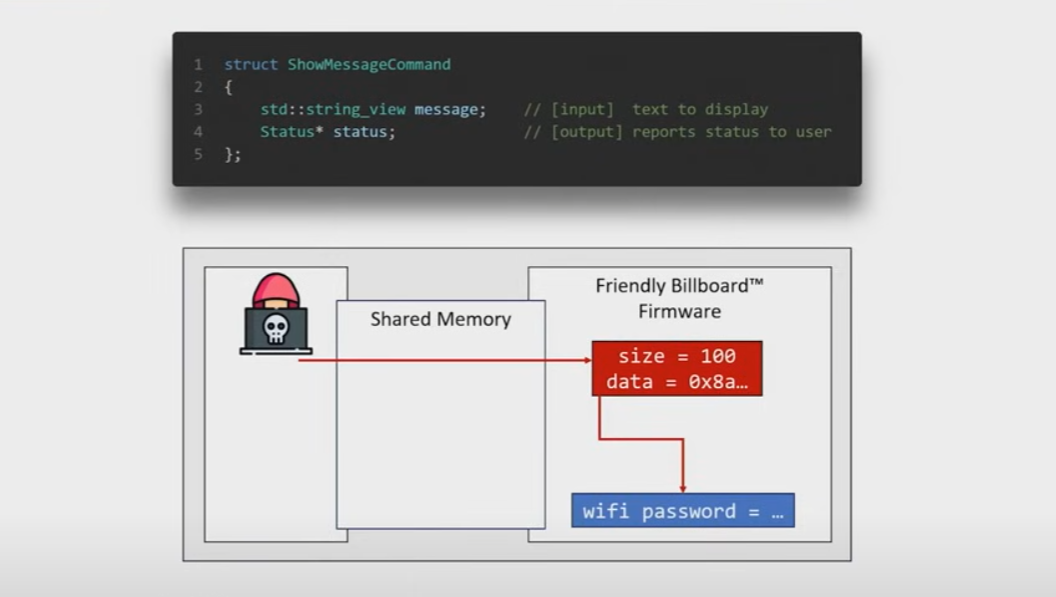 1 struct ShowMessageCommand
2 {
3 std::string_view message; // [input] text to display
4 Status* status; // [output] reports status to user
5 };
Shared Memory
Friendly Billboard™
Firmware
size = 100
data = 0x8a…
wifi password = …